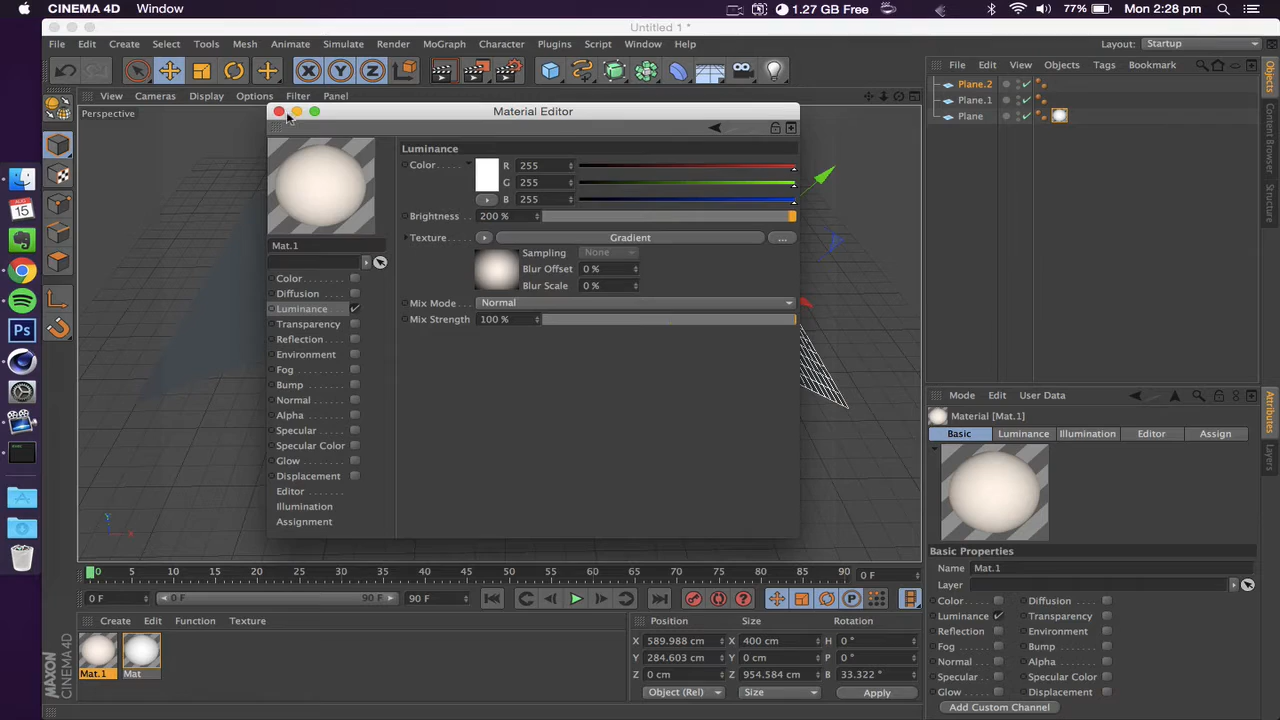 CINEMA 4D Window 1.27 GB Free 77% Mon 2:28 pm
Untitled 1 *
File Edit Create Select Tools Mesh Animate Simulate Render MoGraph Character Plugins Script Window Help Layout: Startup
File Edit View Objects Tags Bookmark
View Cameras Display Options Filter Panel
Perspective
Plane.2
Plane.1
Plane
Objects
Content Browser
Structure
AUG
15
Ps
X Y Z
Material Editor
Luminance
Color R 255
G 255
B 255
Brightness 200 %
Texture Gradient ...
Sampling None
Blur Offset 0 %
Blur Scale 0 %
Mix Mode Normal
Mix Strength 100 %
Mat.1
Color
Diffusion
Luminance
Transparency
Reflection
Environment
Fog
Bump
Normal
Alpha
Specular
Specular Color
Glow
Displacement
Editor
Illumination
Assignment
Y
X
Mode Edit User Data
Attributes
Layers
Material [Mat.1]
Basic Luminance Illumination Editor Assign
Basic Properties
Name Mat.1
Layer
Color Diffusion
Luminance Transparency
Reflection Environment
Fog Bump
Normal Alpha
Specular Specular Color
Glow Displacement
Add Custom Channel
0 5 10 15 20 25 30 35 40 45 50 55 60 65 70 75 80 85 90 0 F
0 F 0 F 90 F 90 F
Create Edit Function Texture
Mat.1 Mat
Position Size Rotation
X 589.988 cm X 400 cm H 0 °
Y 284.603 cm Y 0 cm P 0 °
Z 0 cm Z 954.584 cm B 33.322 °
Object (Rel) Size Apply
MAXON
CINEMA 4D